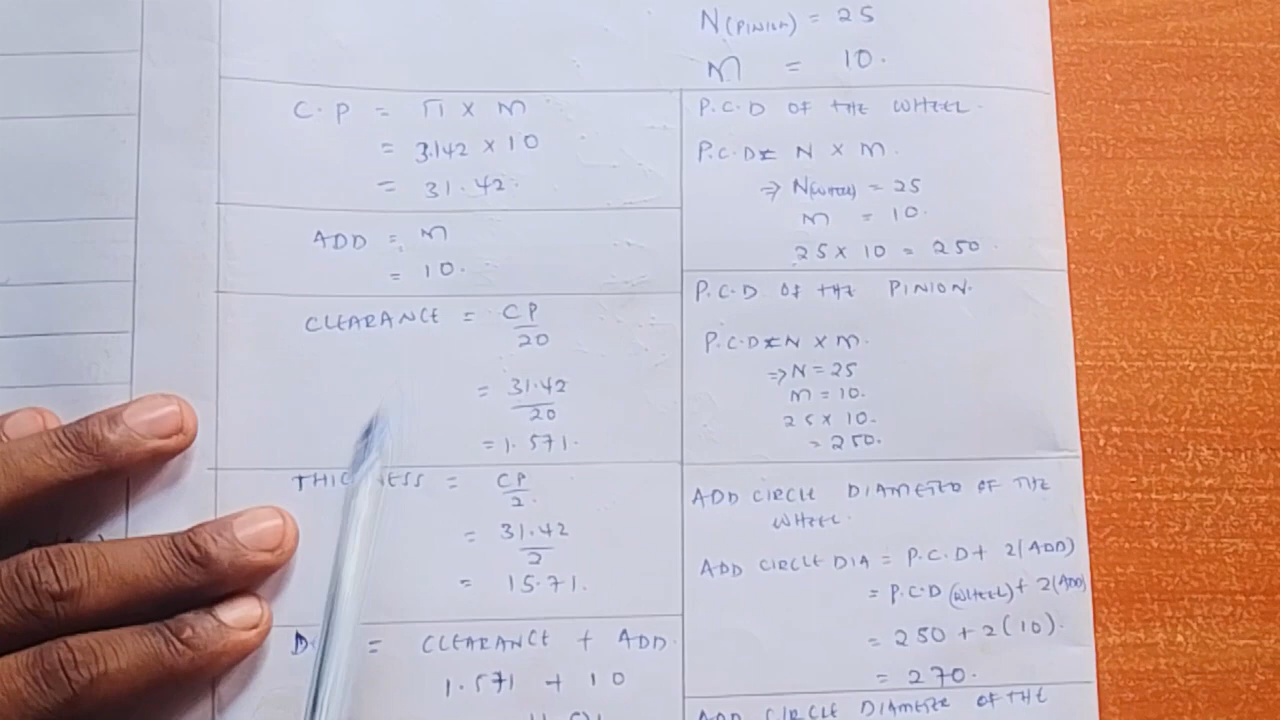 N(PINION) = 25
m = 10.
C.P = π × m
= 3.142 × 10
= 31.42.
ADD = m
= 10.
CLEARANCE = CP/20
= 31.42/20
= 1.571.
= CP/2.
= 31.42/2
= 15.71.
= CLEARANCE + ADD.
1.571 + 10
P.C.D OF THE WHEEL.
P.C.D = N × m.
⇒ N(WHEEL) = 25
m = 10.
25 × 10 = 250.
P.C.D OF THE PINION.
P.C.D = N × m.
⇒ N = 25
m = 10.
25 × 10.
= 250.
ADD CIRCLE DIAMETER OF THE
WHEEL.
ADD CIRCLE DIA = P.C.D + 2(ADD)
= P.C.D (WHEEL) + 2(ADD)
= 250 + 2(10).
= 270.
ADD CIRCLE DIAMETER OF THE